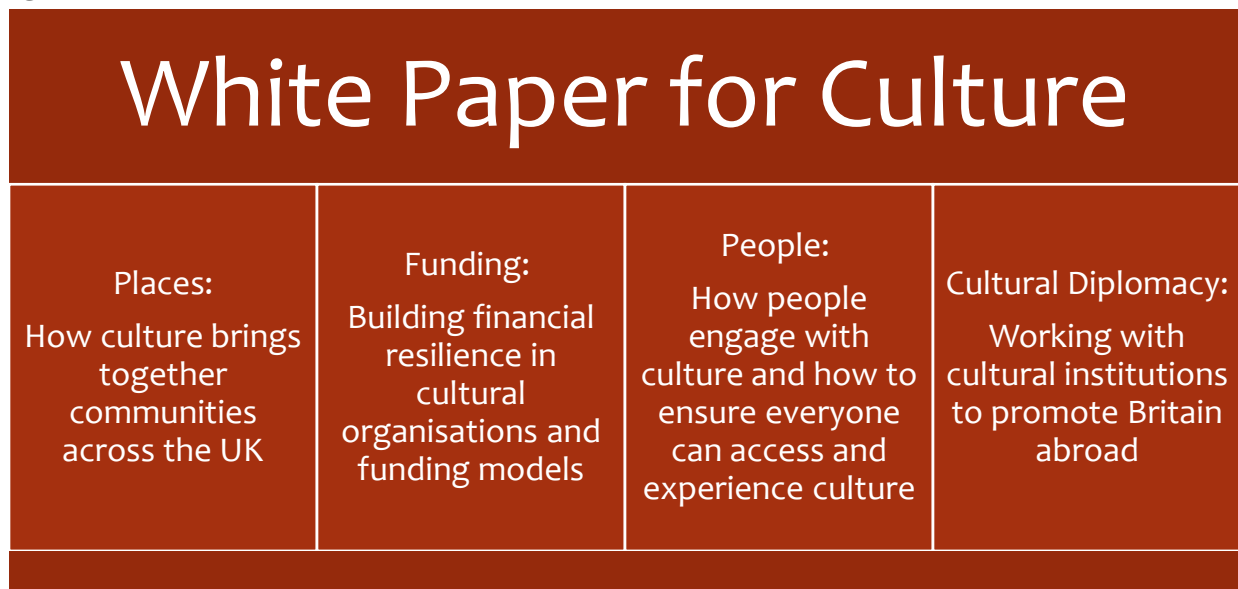 White Paper for Culture
Places:
How culture brings
together
communities
across the UK
Funding:
Building financial
resilience in
cultural
organisations and
funding models
People:
How people
engage with
culture and how to
ensure everyone
can access and
experience culture
Cultural Diplomacy:
Working with
cultural institutions
to promote Britain
abroad